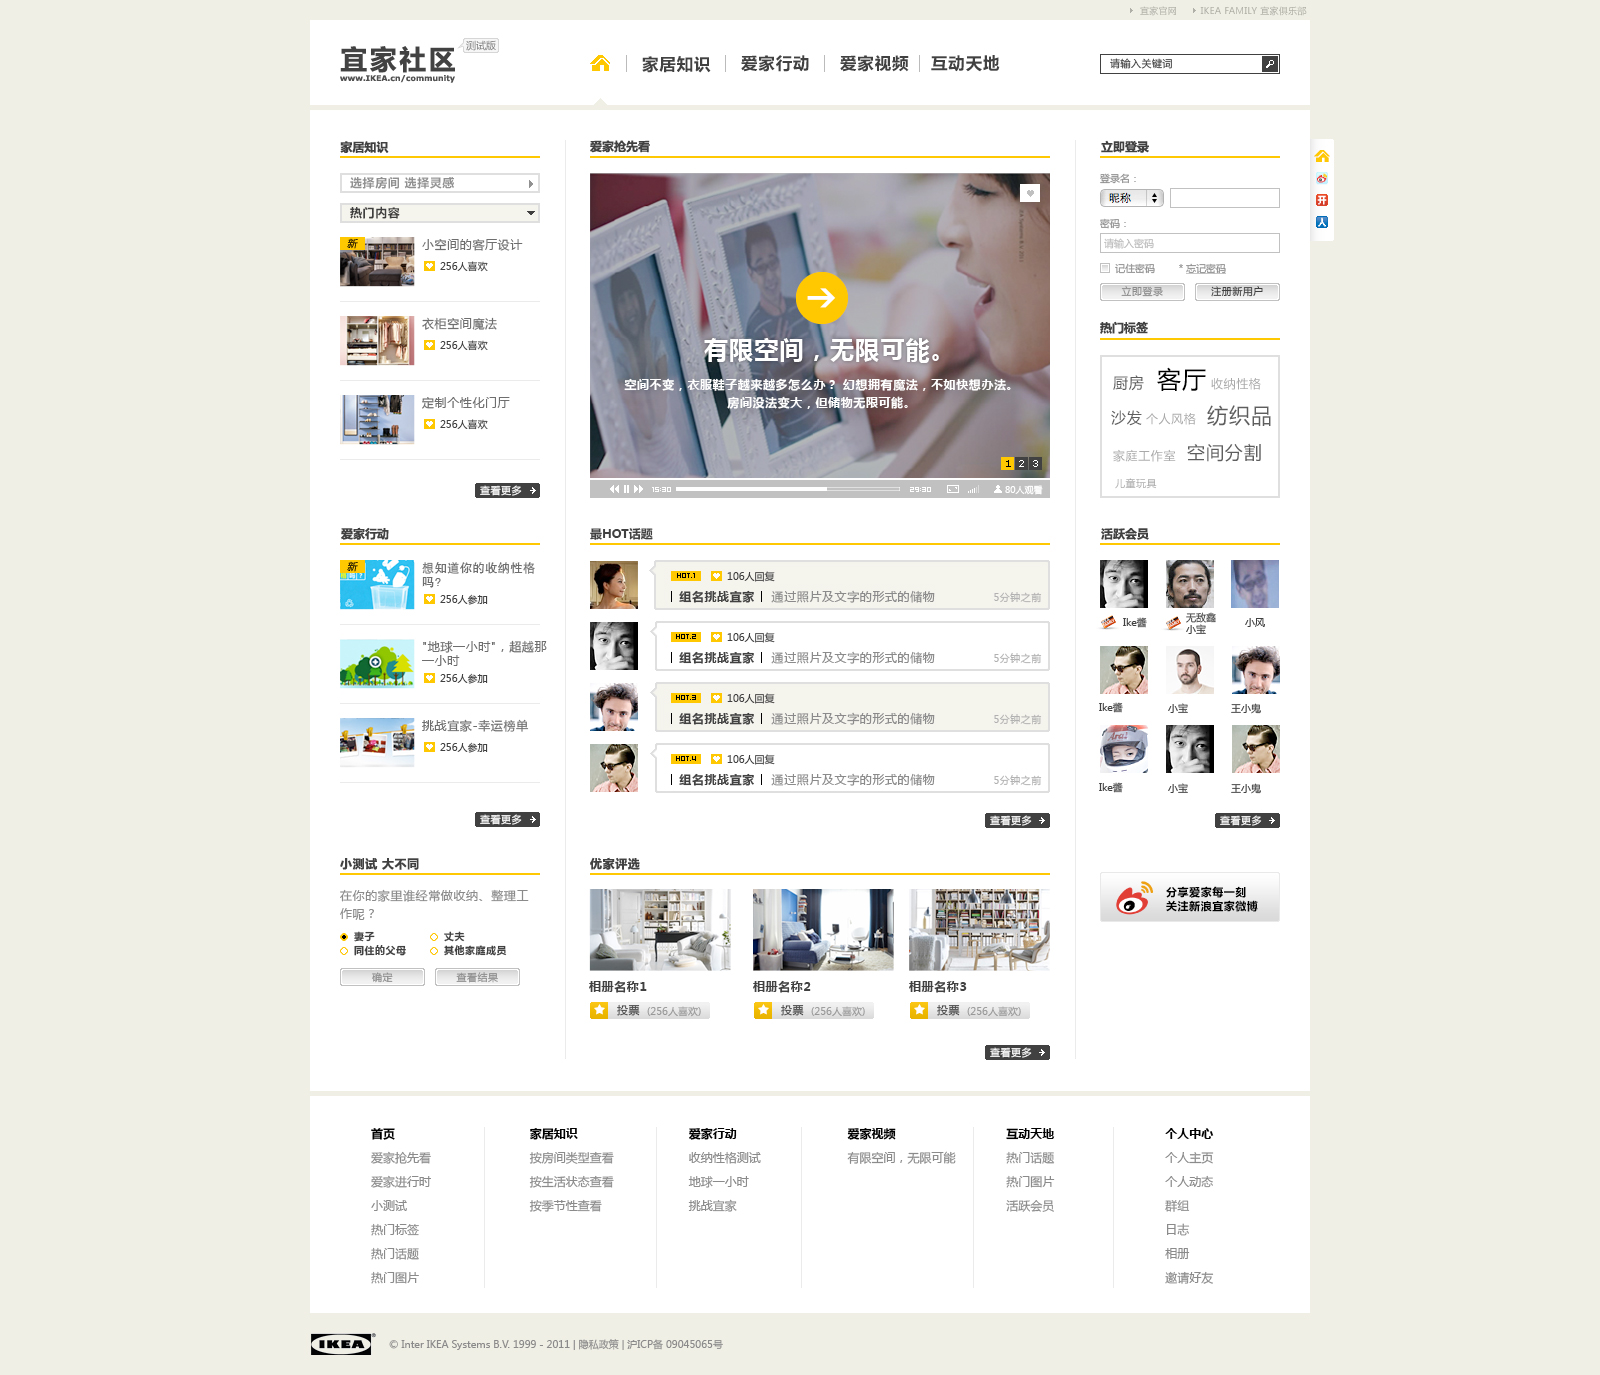 宜家官网
IKEA FAMILY 宜家俱乐部
宜家社区
测试版
www.IKEA.cn/community
家居知识
爱家行动
爱家视频
互动天地
请输入关键词
家居知识
选择房间 选择灵感
热门内容
新
小空间的客厅设计
256人喜欢
衣柜空间魔法
256人喜欢
定制个性化门厅
256人喜欢
查看更多
爱家行动
新
想知道你的收纳性格
吗?
256人参加
"地球一小时"，超越那
一小时
256人参加
挑战宜家-幸运榜单
256人参加
查看更多
小测试 大不同
在你的家里谁经常做收纳、整理工
作呢？
妻子
丈夫
同住的父母
其他家庭成员
确定
查看结果
爱家抢先看
有限空间，无限可能。
空间不变，衣服鞋子越来越多怎么办？ 幻想拥有魔法，不如快想办法。
房间没法变大，但储物无限可能。
1 2 3
15:30
29:30
80人观看
最HOT话题
HOT.1
106人回复
组名挑战宜家
通过照片及文字的形式的储物
5分钟之前
HOT.2
106人回复
组名挑战宜家
通过照片及文字的形式的储物
5分钟之前
HOT.3
106人回复
组名挑战宜家
通过照片及文字的形式的储物
5分钟之前
HOT.4
106人回复
组名挑战宜家
通过照片及文字的形式的储物
5分钟之前
查看更多
优家评选
相册名称1
投票 (256人喜欢)
相册名称2
投票 (256人喜欢)
相册名称3
投票 (256人喜欢)
查看更多
立即登录
登录名：
昵称
密码：
请输入密码
记住密码
* 忘记密码
立即登录
注册新用户
热门标签
厨房 客厅 收纳性格
沙发 个人风格 纺织品
家庭工作室 空间分割
儿童玩具
活跃会员
Ike酱
无敌鑫
小宝
小风
Ike酱
小宝
王小鬼
Arai
Ike酱
小宝
王小鬼
查看更多
分享爱家每一刻
关注新浪宜家微博
开
人
首页
爱家抢先看
爱家进行时
小测试
热门标签
热门话题
热门图片
家居知识
按房间类型查看
按生活状态查看
按季节性查看
爱家行动
收纳性格测试
地球一小时
挑战宜家
爱家视频
有限空间，无限可能
互动天地
热门话题
热门图片
活跃会员
个人中心
个人主页
个人动态
群组
日志
相册
邀请好友
IKEA
© Inter IKEA Systems B.V. 1999 - 2011 | 隐私政策 | 沪ICP备 09045065号